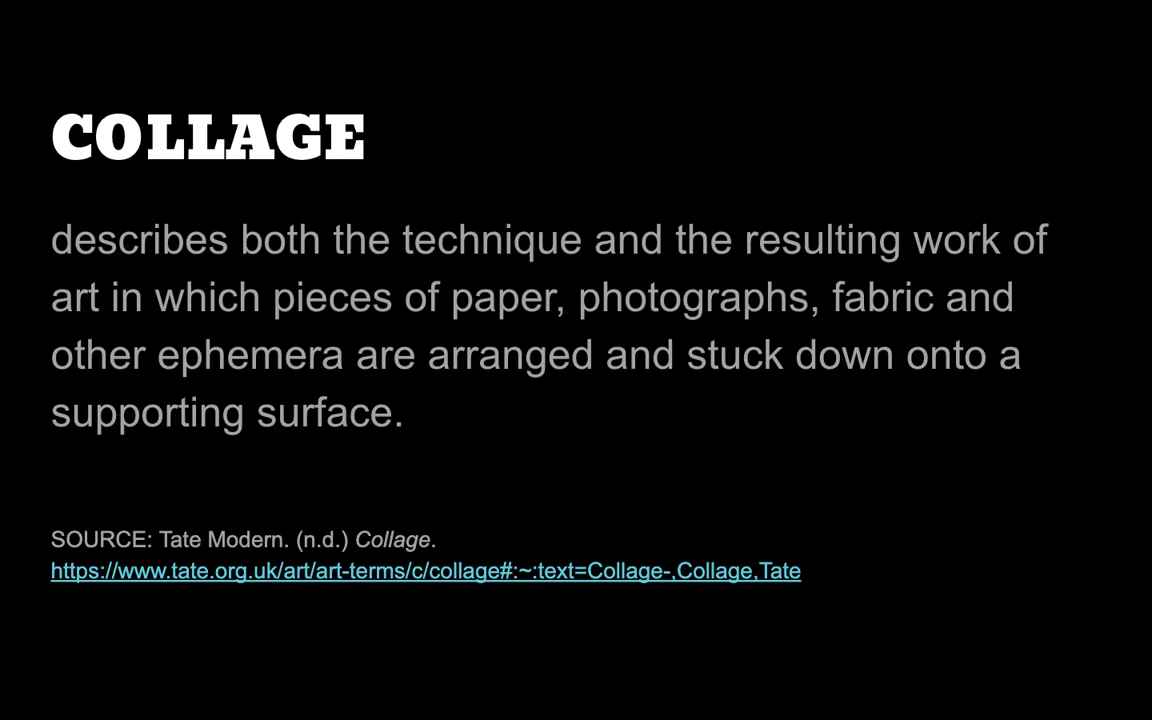 COLLAGE
describes both the technique and the resulting work of
art in which pieces of paper, photographs, fabric and
other ephemera are arranged and stuck down onto a
supporting surface.
SOURCE: Tate Modern. (n.d.) Collage.
https://www.tate.org.uk/art/art-terms/c/collage#:~:text=Collage-,Collage,Tate